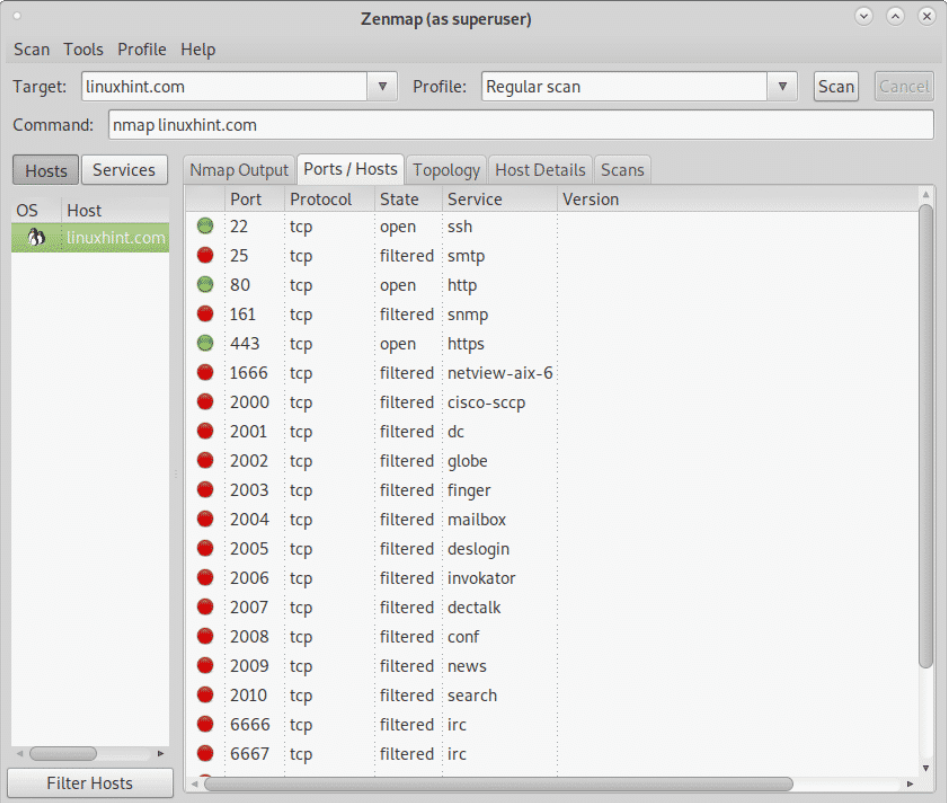 Zenmap (as superuser)
Scan Tools Profile Help
Target: linuxhint.com Profile: Regular scan Scan Cancel
Command: nmap linuxhint.com
Hosts Services Nmap Output Ports / Hosts Topology Host Details Scans
OS Host
linuxhint.com
Port Protocol State Service Version
22 tcp open ssh
25 tcp filtered smtp
80 tcp open http
161 tcp filtered snmp
443 tcp open https
1666 tcp filtered netview-aix-6
2000 tcp filtered cisco-sccp
2001 tcp filtered dc
2002 tcp filtered globe
2003 tcp filtered finger
2004 tcp filtered mailbox
2005 tcp filtered deslogin
2006 tcp filtered invokator
2007 tcp filtered dectalk
2008 tcp filtered conf
2009 tcp filtered news
2010 tcp filtered search
6666 tcp filtered irc
6667 tcp filtered irc
Filter Hosts